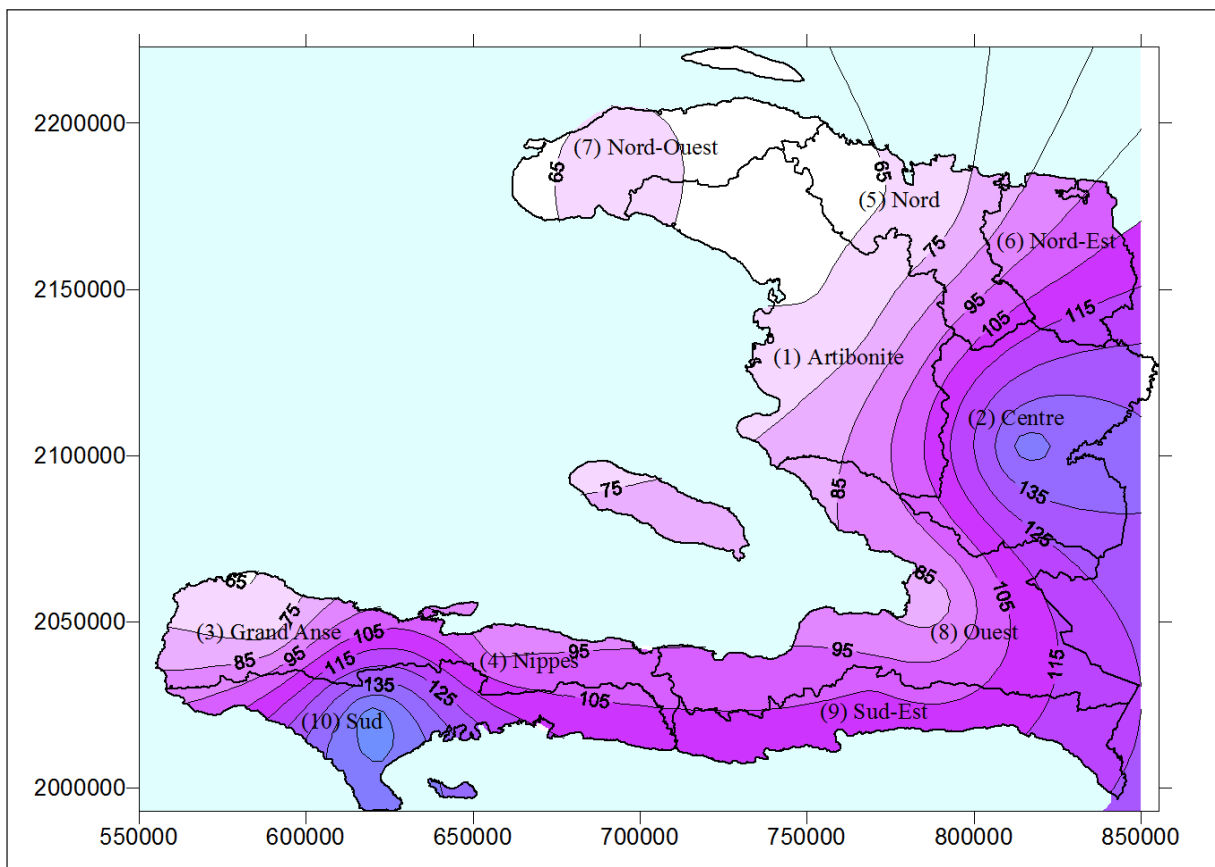 2200000
(7) Nord-Ouest
65
65
(5) Nord
75
(6) Nord-Est
2150000
95
105
115
(1) Artibonite
(2) Centre
2100000
75
85
135
125
65
85
2050000
75
(3) Grand'Anse
105
105
(8) Ouest
85
95
115
(4) Nippes
95
95
115
135
125
105
(10) Sud
(9) Sud-Est
105
2000000
550000 600000 650000 700000 750000 800000 850000